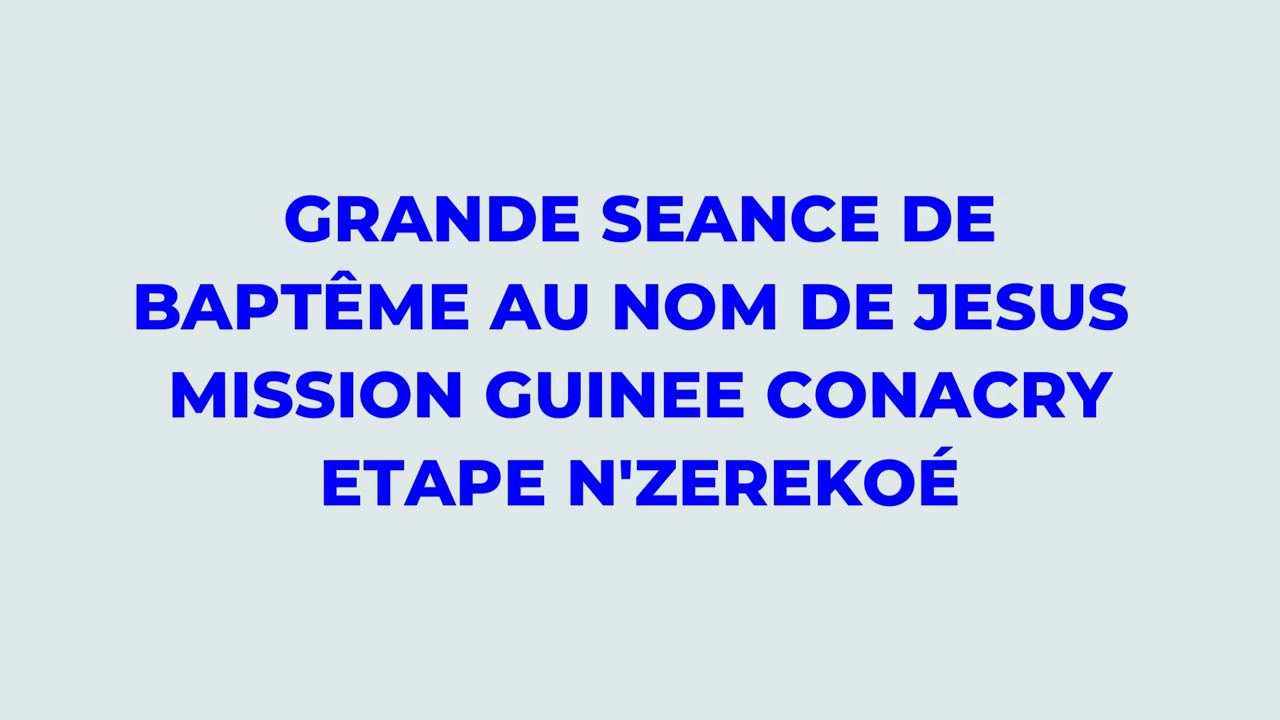 GRANDE SEANCE DE
BAPTÊME AU NOM DE JESUS
MISSION GUINEE CONACRY
ETAPE N'ZEREKOÉ